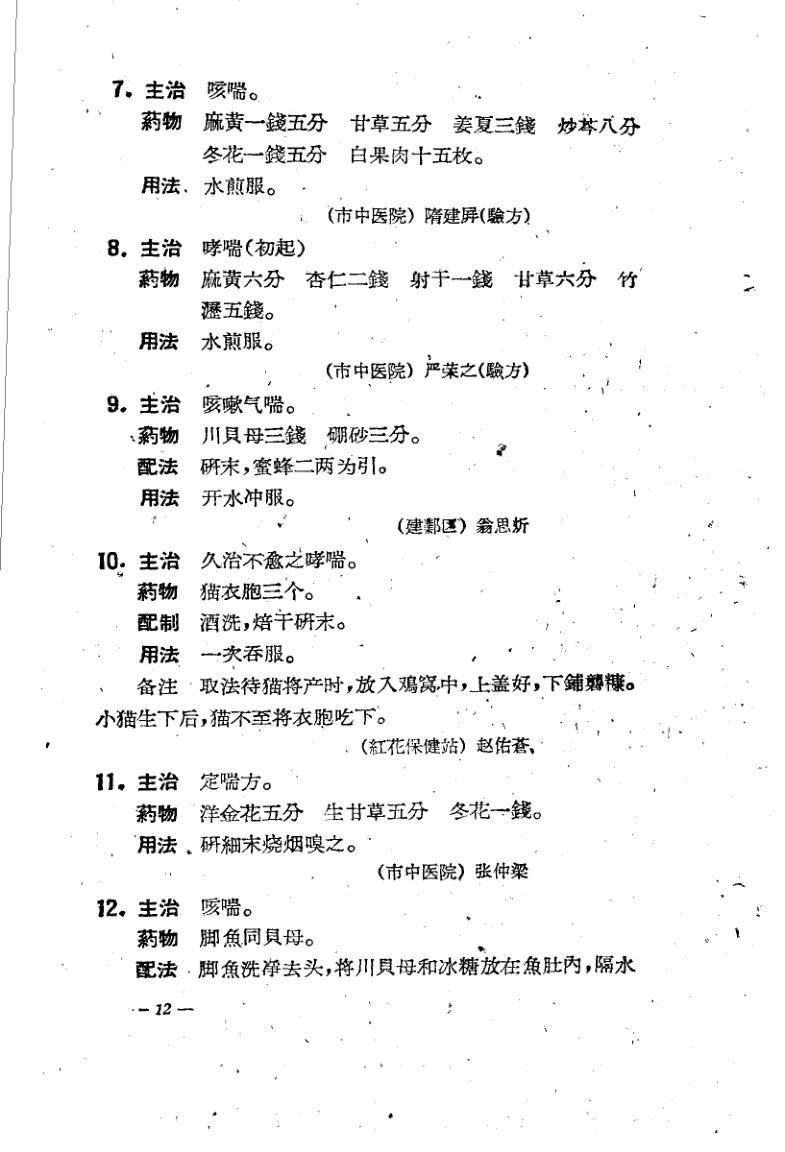 7. 主治 咳喘。
葯物 麻黄一錢五分 甘草五分 姜夏三錢 炒芩八分
冬花一錢五分 白果肉十五枚。
用法 水煎服。
(市中医院) 隋建屏(驗方)
8. 主治 哮喘(初起)
葯物 麻黄六分 杏仁二錢 射干一錢 甘草六分 竹
瀝五錢。
用法 水煎服。
(市中医院) 严荣之(驗方)
9. 主治 咳嗽气喘。
葯物 川貝母三錢 硼砂三分。
配法 研末,蜜蜂二两为引。
用法 开水冲服。
(建鄴区) 翁思妡
10. 主治 久治不愈之哮喘。
葯物 猫衣胞三个。
配制 酒洗,焙干研末。
用法 一次吞服。
备注 取法待猫将产时,放入鸡窝中,上盖好,下鋪礱糠。
小猫生下后,猫不至将衣胞吃下。
(紅花保健站) 赵佑蒼
11. 主治 定喘方。
葯物 洋金花五分 生甘草五分 冬花一錢。
用法 研細末烧烟嗅之。
(市中医院) 张仲梁
12. 主治 咳喘。
葯物 脚魚同貝母。
配法 脚魚洗净去头,将川貝母和冰糖放在魚肚內,隔水
— 12 —